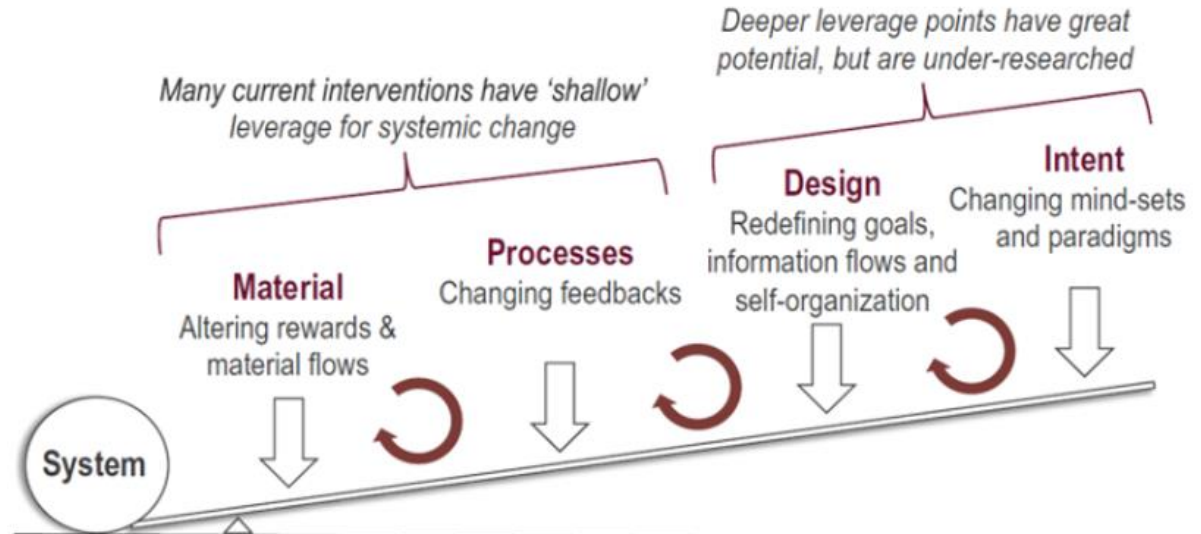 Many current interventions have ‘shallow’
leverage for systemic change
Deeper leverage points have great
potential, but are under-researched
Material
Altering rewards &
material flows
Processes
Changing feedbacks
Design
Redefining goals,
information flows and
self-organization
Intent
Changing mind-sets
and paradigms
System